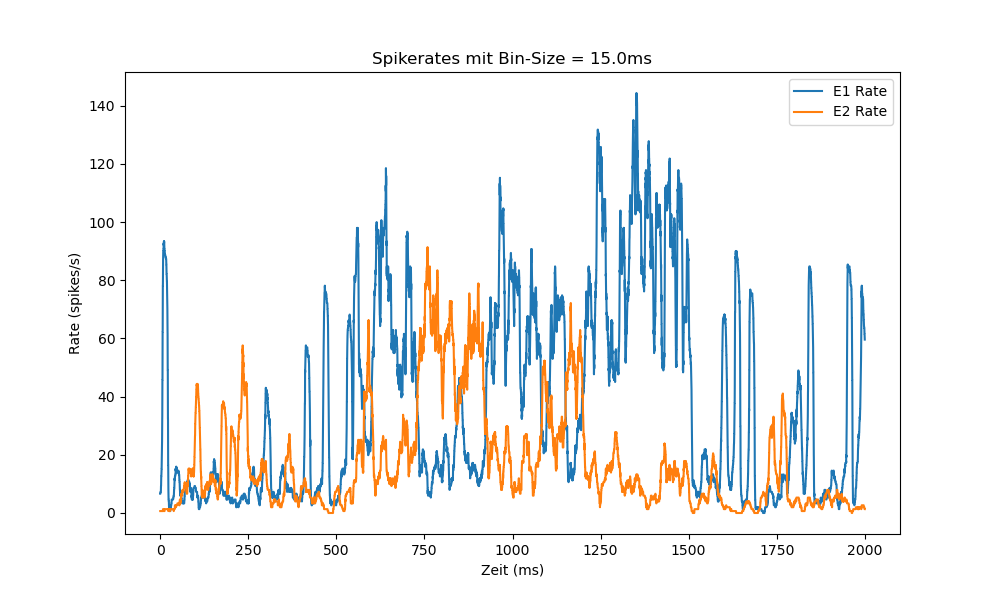 Spikerates mit Bin-Size = 15.0ms
E1 Rate
E2 Rate
Rate (spikes/s)
140
120
100
80
60
40
20
0
0 250 500 750 1000 1250 1500 1750 2000
Zeit (ms)